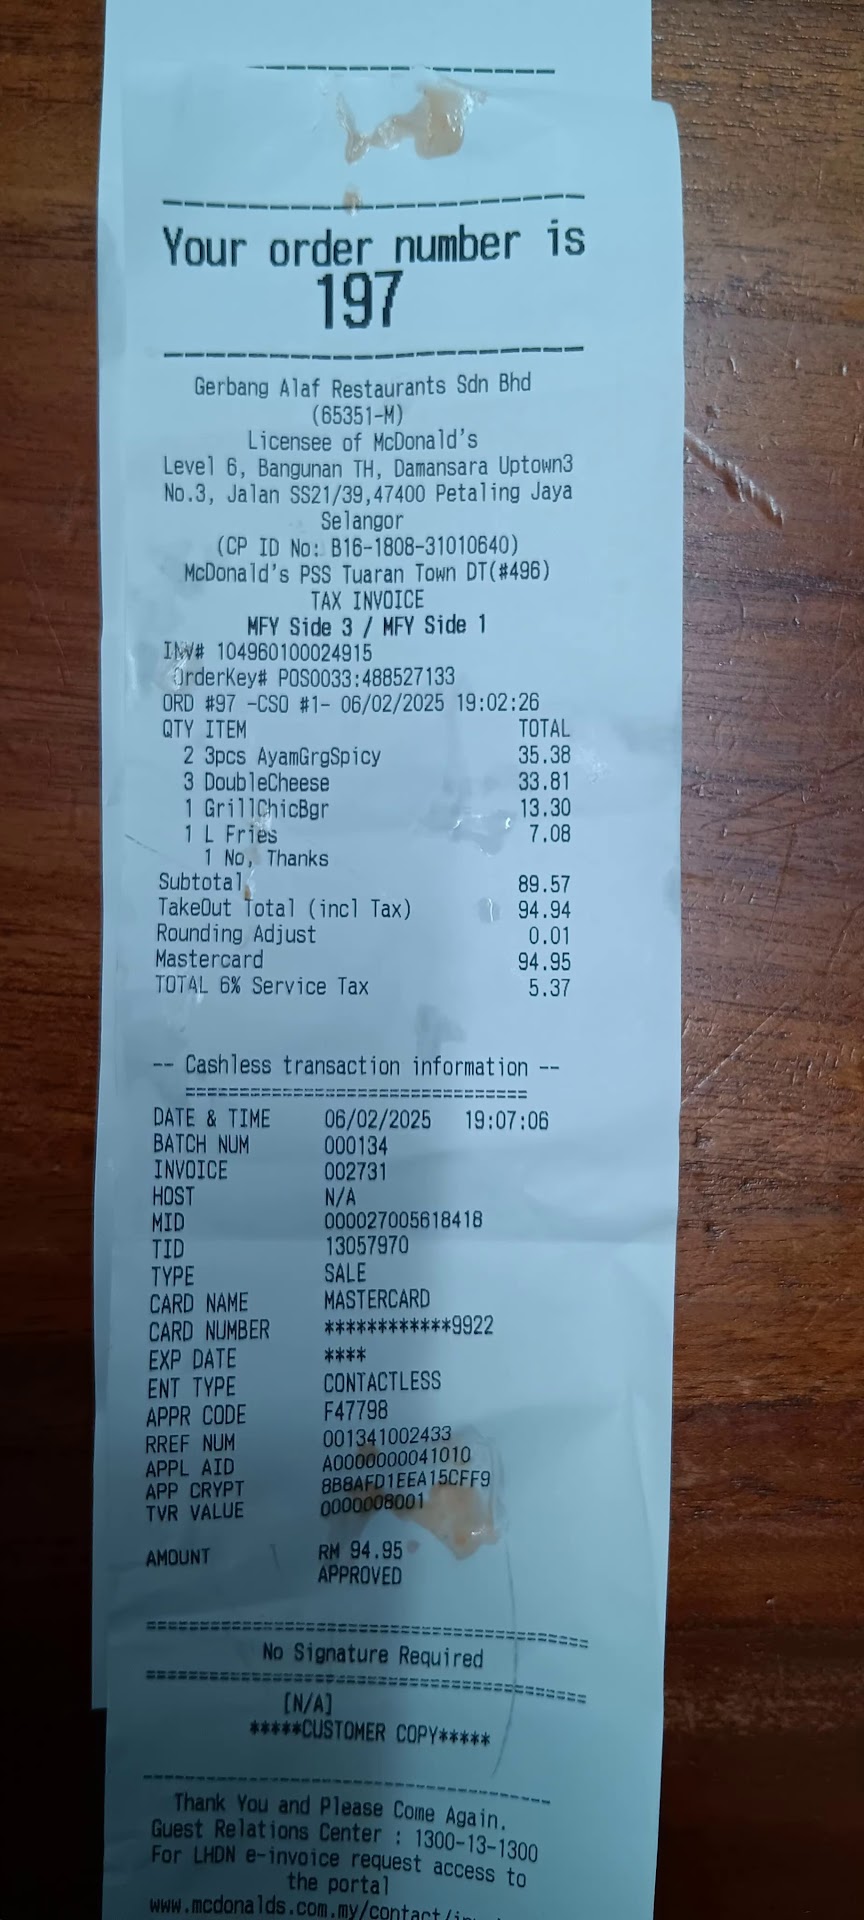 Your order number is
197
Gerbang Alaf Restaurants Sdn Bhd
(65351-M)
Licensee of McDonald's
Level 6, Bangunan TH, Damansara Uptown3
No.3, Jalan SS21/39,47400 Petaling Jaya
Selangor
(CP ID No: B16-1808-31010640)
McDonald's PSS Tuaran Town DT(#496)
TAX INVOICE
MFY Side 3 / MFY Side 1
INV# 104960100024915
OrderKey# POS0033:488527133
ORD #97 -CSO #1- 06/02/2025 19:02:26
QTY ITEM TOTAL
2 3pcs AyamGrgSpicy 35.38
3 DoubleCheese 33.81
1 GrillChicBgr 13.30
1 L Fries 7.08
1 No, Thanks
Subtotal 89.57
TakeOut Total (incl Tax) 94.94
Rounding Adjust 0.01
Mastercard 94.95
TOTAL 6% Service Tax 5.37
-- Cashless transaction information --
================================
DATE & TIME 06/02/2025 19:07:06
BATCH NUM 000134
INVOICE 002731
HOST N/A
MID 000027005618418
TID 13057970
TYPE SALE
CARD NAME MASTERCARD
CARD NUMBER ************9922
EXP DATE ****
ENT TYPE CONTACTLESS
APPR CODE F47798
RREF NUM 001341002433
APPL AID A0000000041010
APP CRYPT 8B8AFD1EEA15CFF9
TVR VALUE 0000008001
AMOUNT RM 94.95
APPROVED
No Signature Required
[N/A]
*****CUSTOMER COPY*****
Thank You and Please Come Again.
Guest Relations Center : 1300-13-1300
For LHDN e-invoice request access to
the portal
www.mcdonalds.com.my/contact/